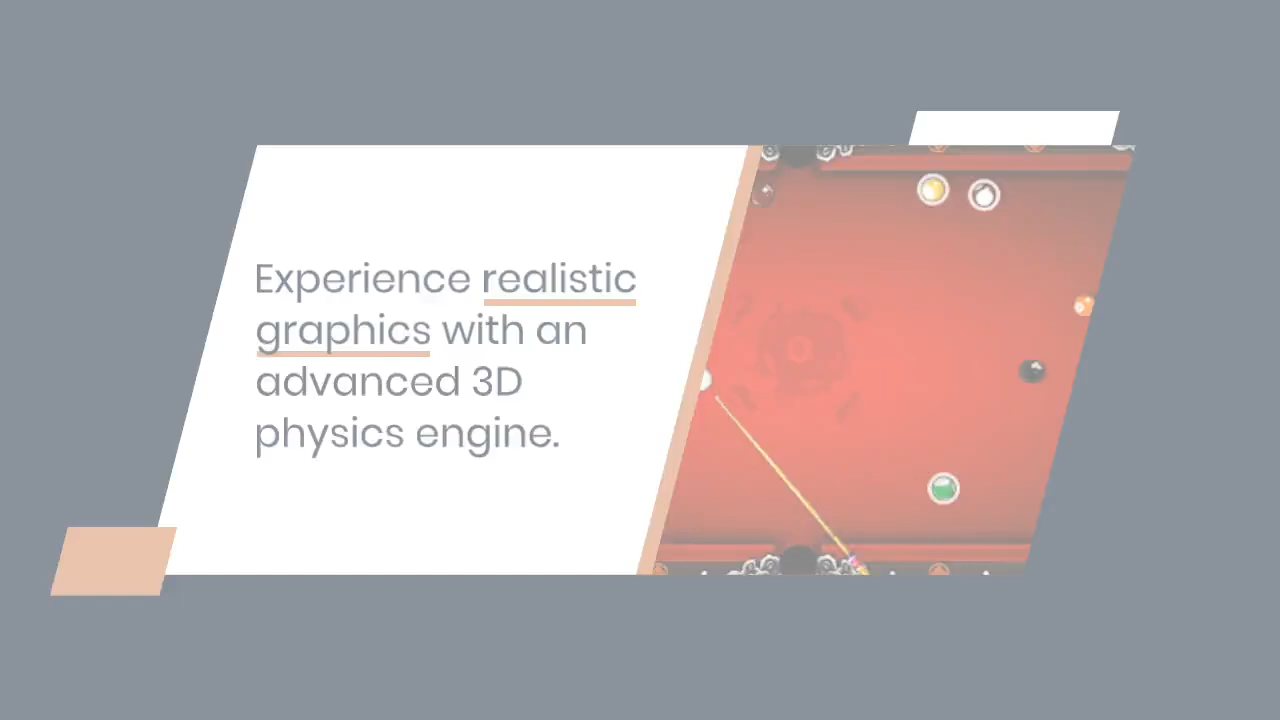 Experience realistic
graphics with an
advanced 3D
physics engine.